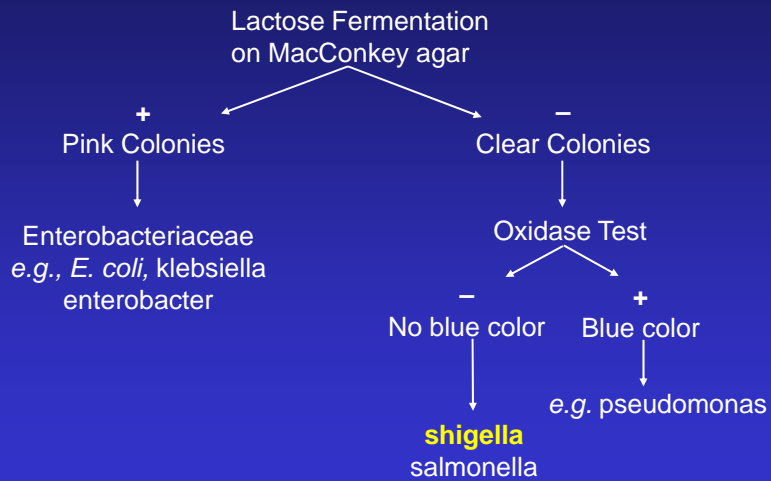 Lactose Fermentation
on MacConkey agar
+
Pink Colonies
Enterobacteriaceae
e.g., E. coli, klebsiella
enterobacter
–
Clear Colonies
Oxidase Test
–
No blue color
shigella
salmonella
+
Blue color
e.g. pseudomonas